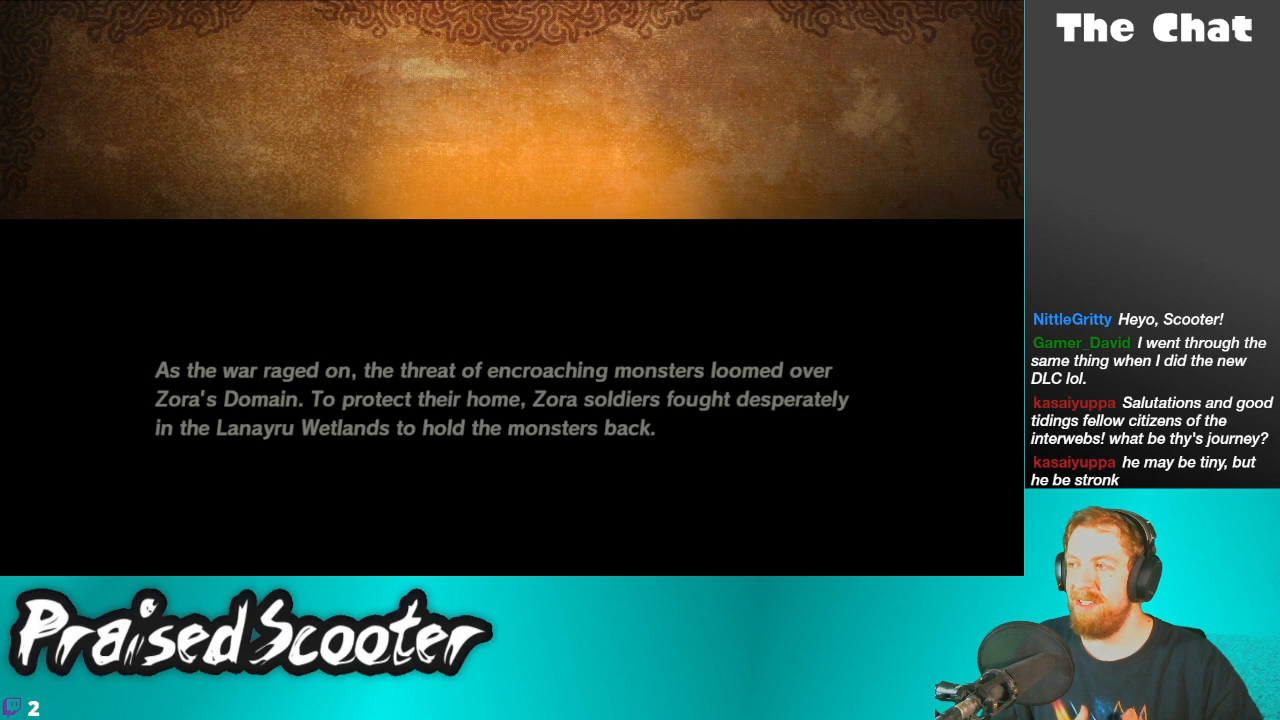 The Chat
As the war raged on, the threat of encroaching monsters loomed over
Zora's Domain. To protect their home, Zora soldiers fought desperately
in the Lanayru Wetlands to hold the monsters back.
NittleGritty Heyo, Scooter!
Gamer_David I went through the
same thing when I did the new
DLC lol.
kasaiyuppa Salutations and good
tidings fellow citizens of the
interwebs! what be thy's journey?
kasaiyuppa he may be tiny, but
he be stronk
PraisedScooter
2